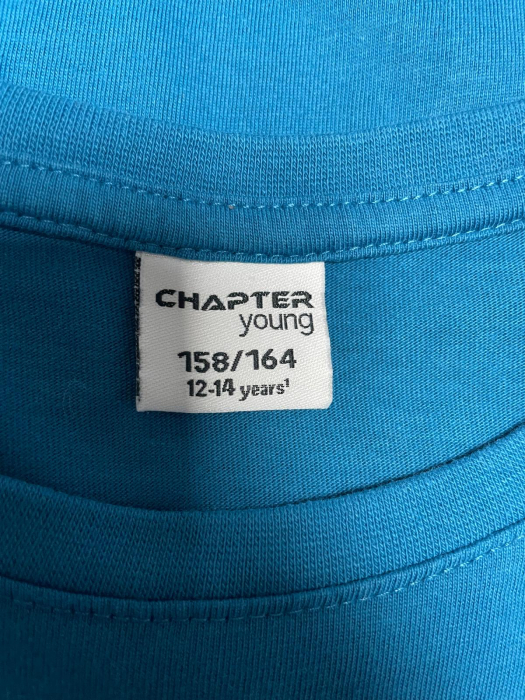 CHAPTER
young
158/164
12-14 years¹